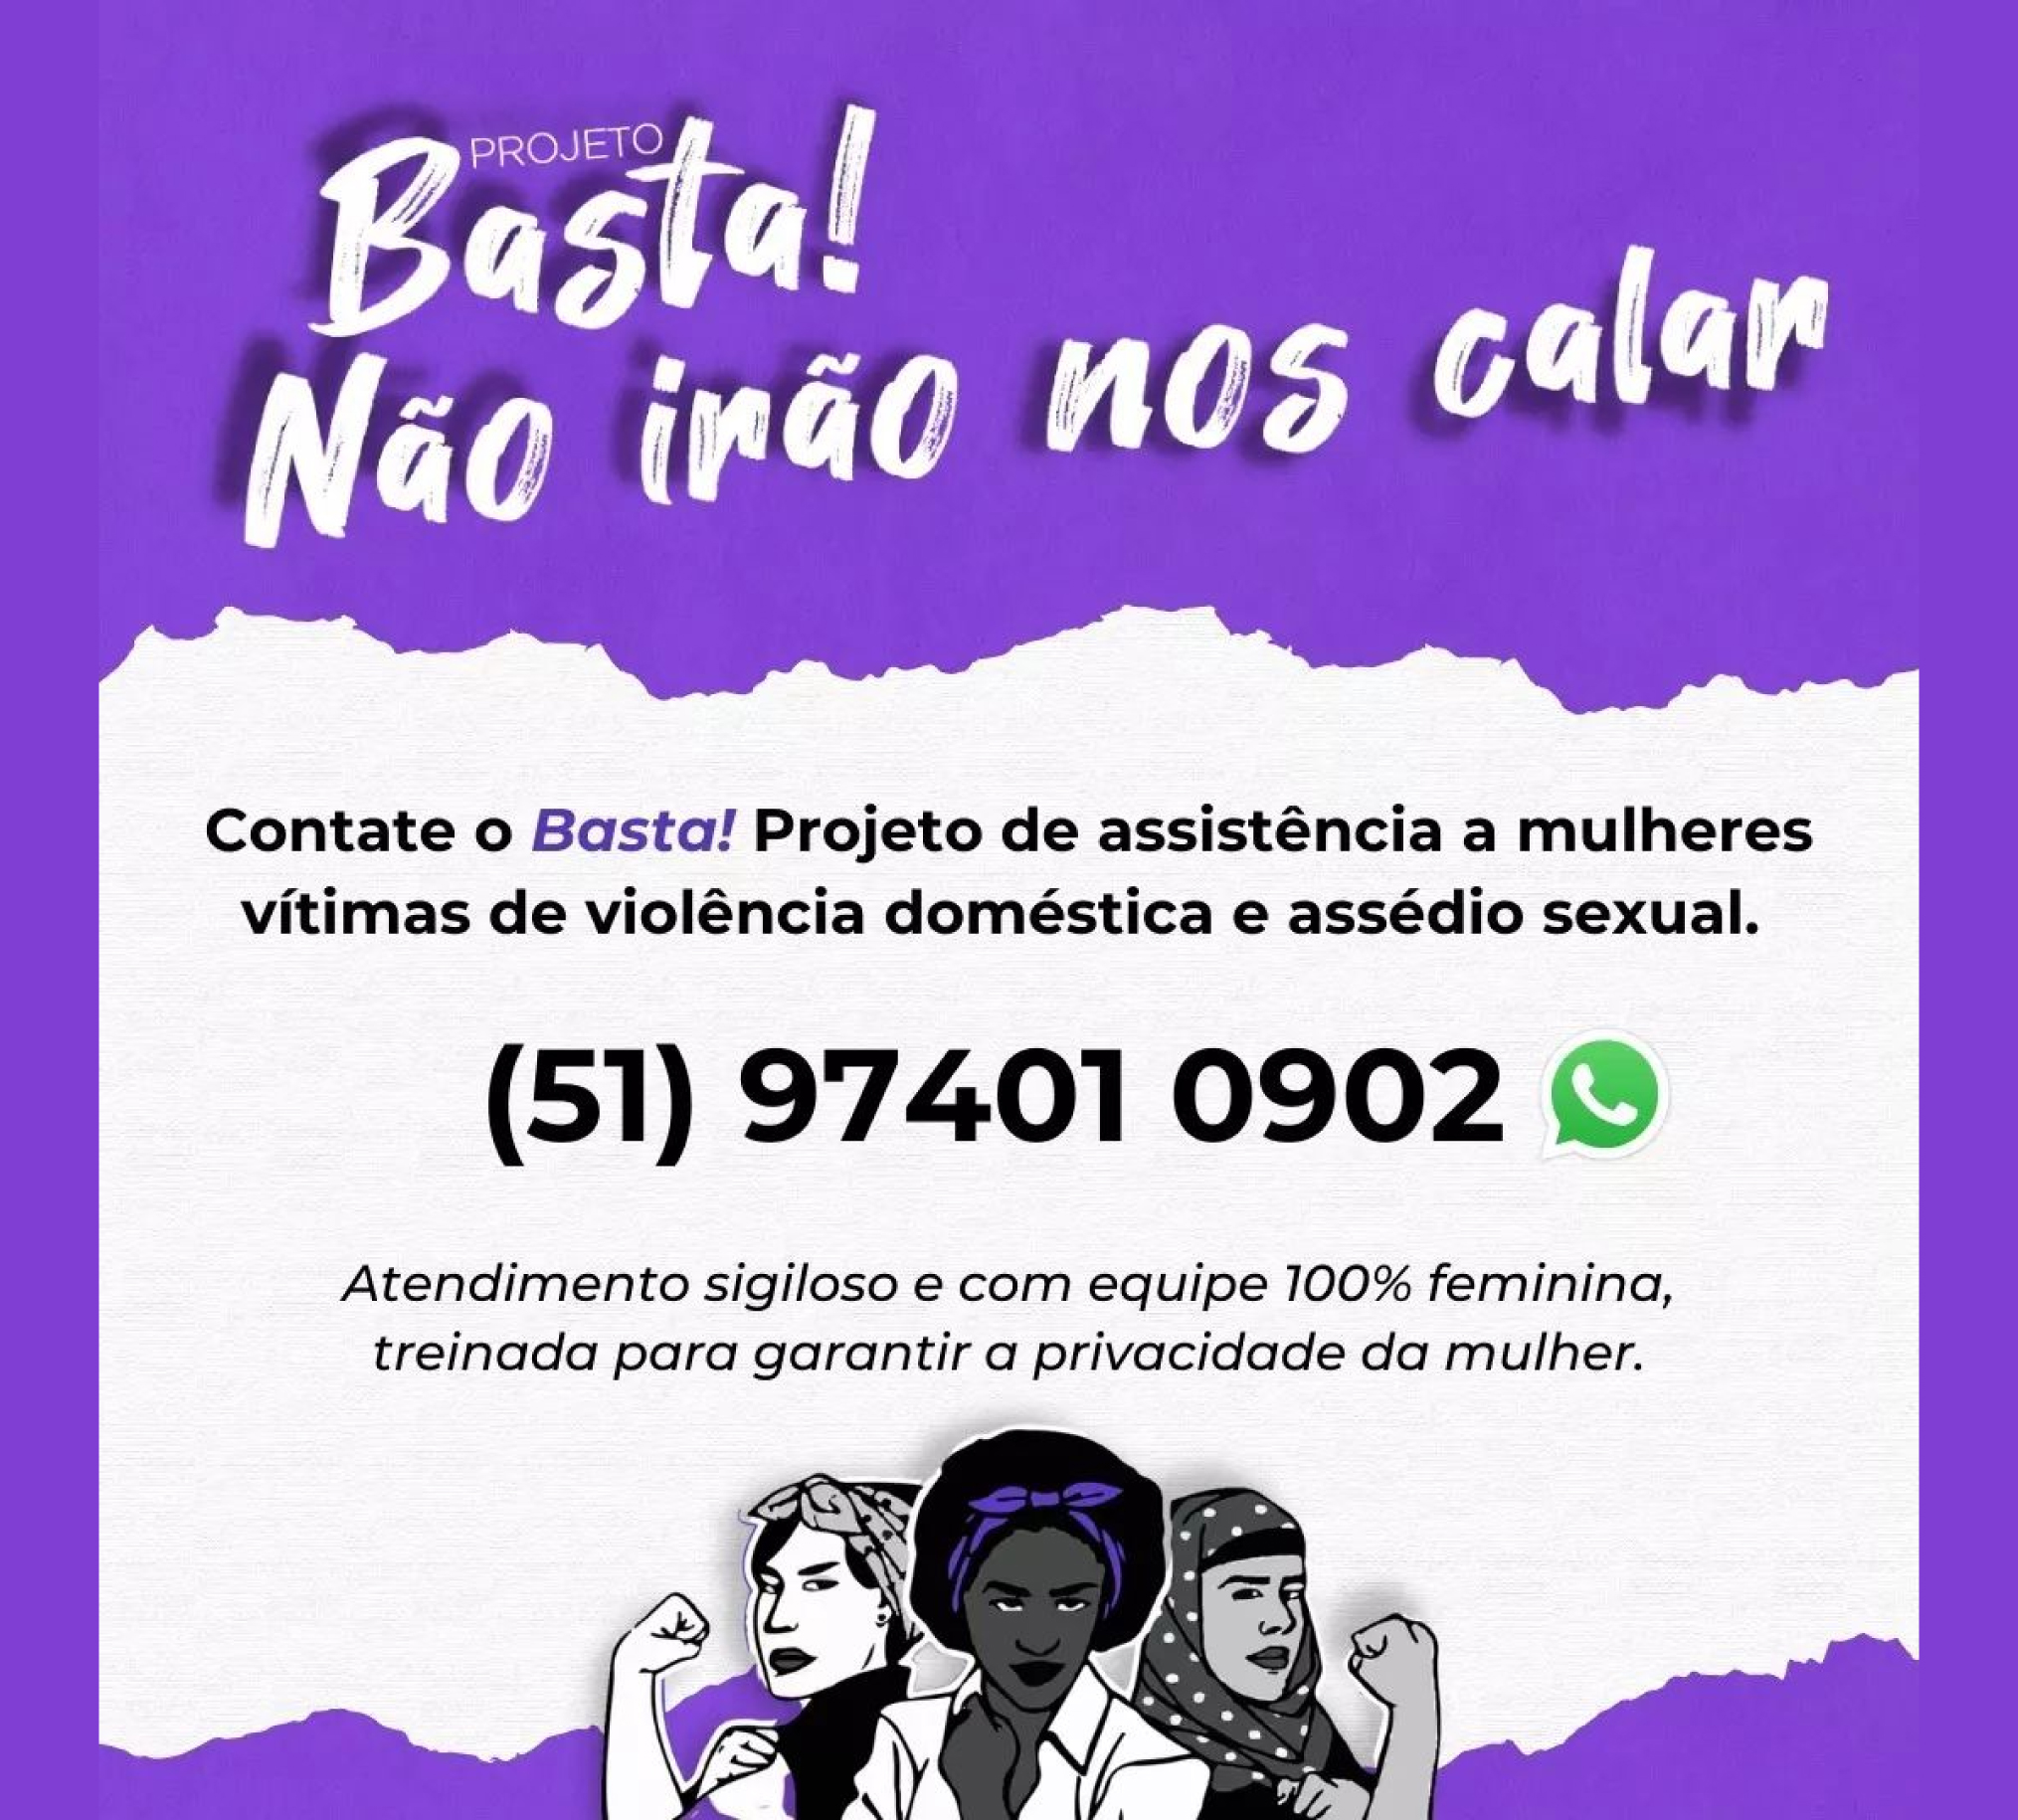 PROJETO
Basta!
Não irão nos calar
Contate o Basta! Projeto de assistência a mulheres
vítimas de violência doméstica e assédio sexual.
(51) 97401 0902
Atendimento sigiloso e com equipe 100% feminina,
treinada para garantir a privacidade da mulher.